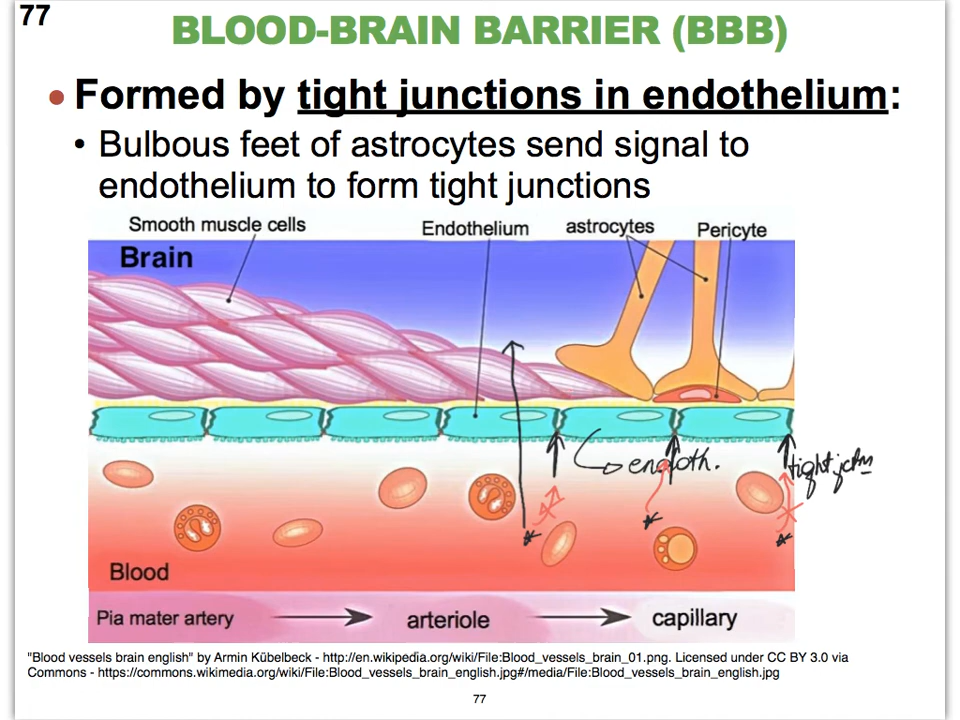 77
BLOOD-BRAIN BARRIER (BBB)
• Formed by tight junctions in endothelium:
• Bulbous feet of astrocytes send signal to
endothelium to form tight junctions
Smooth muscle cells
Endothelium
astrocytes
Pericyte
Brain
endoth.
tight jctn
Blood
Pia mater artery
arteriole
capillary
"Blood vessels brain english" by Armin Kübelbeck - http://en.wikipedia.org/wiki/File:Blood_vessels_brain_01.png. Licensed under CC BY 3.0 via
Commons - https://commons.wikimedia.org/wiki/File:Blood_vessels_brain_english.jpg#/media/File:Blood_vessels_brain_english.jpg
77